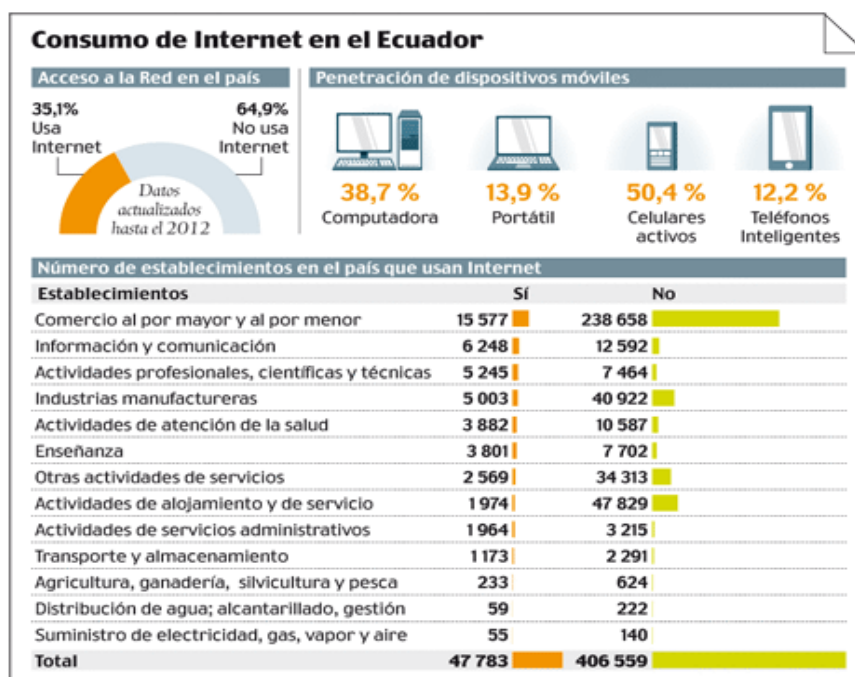 Consumo de Internet en el Ecuador
Acceso a la Red en el país
35,1%
Usa
Internet
64,9%
No usa
Internet
Datos
actualizados
hasta el 2012
Penetración de dispositivos móviles
38,7 %
Computadora
13,9 %
Portátil
50,4 %
Celulares
activos
12,2 %
Teléfonos
Inteligentes
Número de establecimientos en el país que usan Internet
Establecimientos Sí No
Comercio al por mayor y al por menor 15 577 238 658
Información y comunicación 6 248 12 592
Actividades profesionales, científicas y técnicas 5 245 7 464
Industrias manufactureras 5 003 40 922
Actividades de atención de la salud 3 882 10 587
Enseñanza 3 801 7 702
Otras actividades de servicios 2 569 34 313
Actividades de alojamiento y de servicio 1 974 47 829
Actividades de servicios administrativos 1 964 3 215
Transporte y almacenamiento 1 173 2 291
Agricultura, ganadería, silvicultura y pesca 233 624
Distribución de agua; alcantarillado, gestión 59 222
Suministro de electricidad, gas, vapor y aire 55 140
Total 47 783 406 559